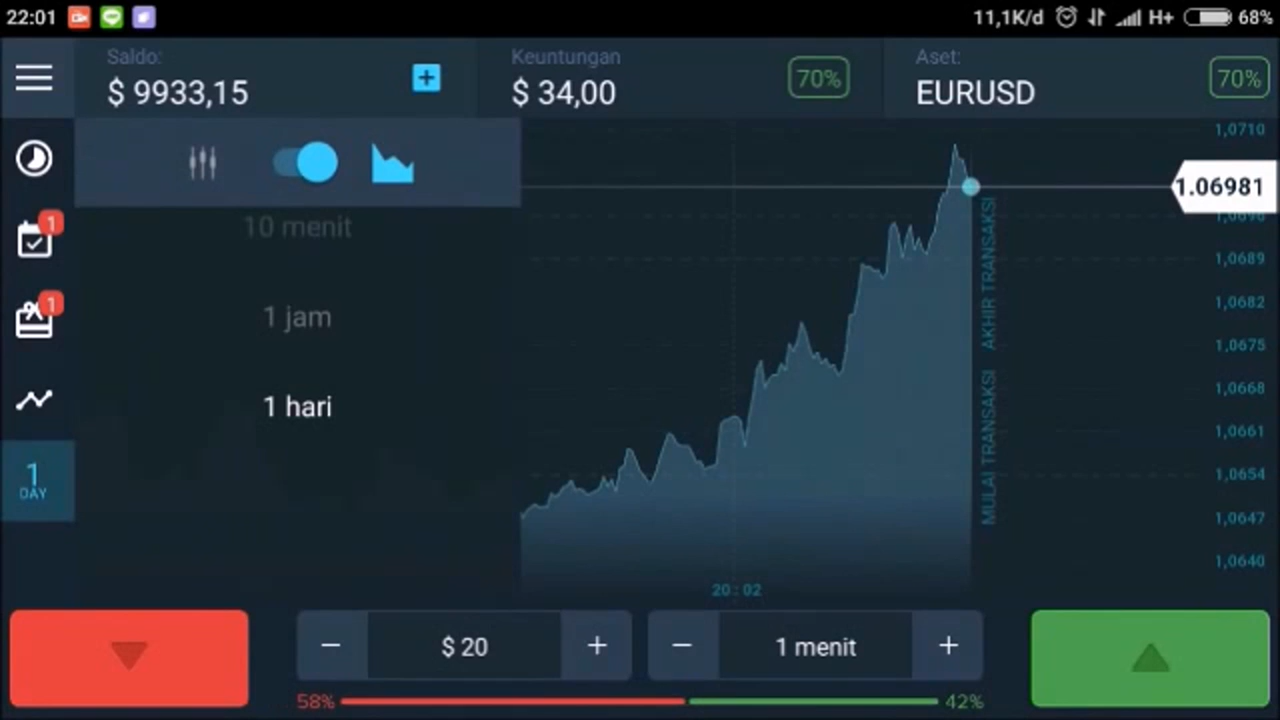 22:01
11,1K/d
H+
68%
Saldo:
$ 9933,15
Keuntungan
$ 34,00
70%
Aset:
EURUSD
70%
10 menit
1 jam
1 hari
1
1
1
DAY
1,0710
1.06981
1,0689
1,0682
1,0675
1,0668
1,0661
1,0654
1,0647
1,0640
MULAI TRANSAKSI
AKHIR TRANSAKSI
20:02
$ 20
1 menit
58%
42%